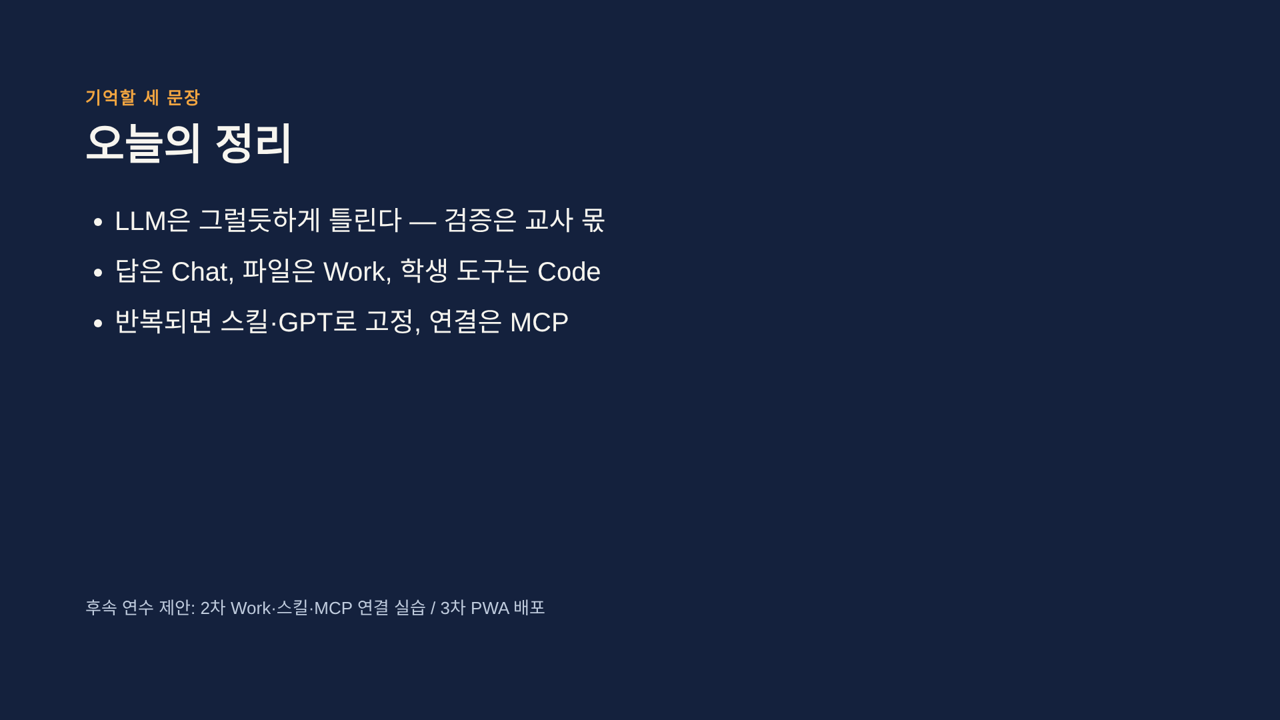 기억할 세 문장
오늘의 정리
• LLM은 그럴듯하게 틀린다 — 검증은 교사 몫
• 답은 Chat, 파일은 Work, 학생 도구는 Code
• 반복되면 스킬·GPT로 고정, 연결은 MCP
후속 연수 제안: 2차 Work·스킬·MCP 연결 실습 / 3차 PWA 배포